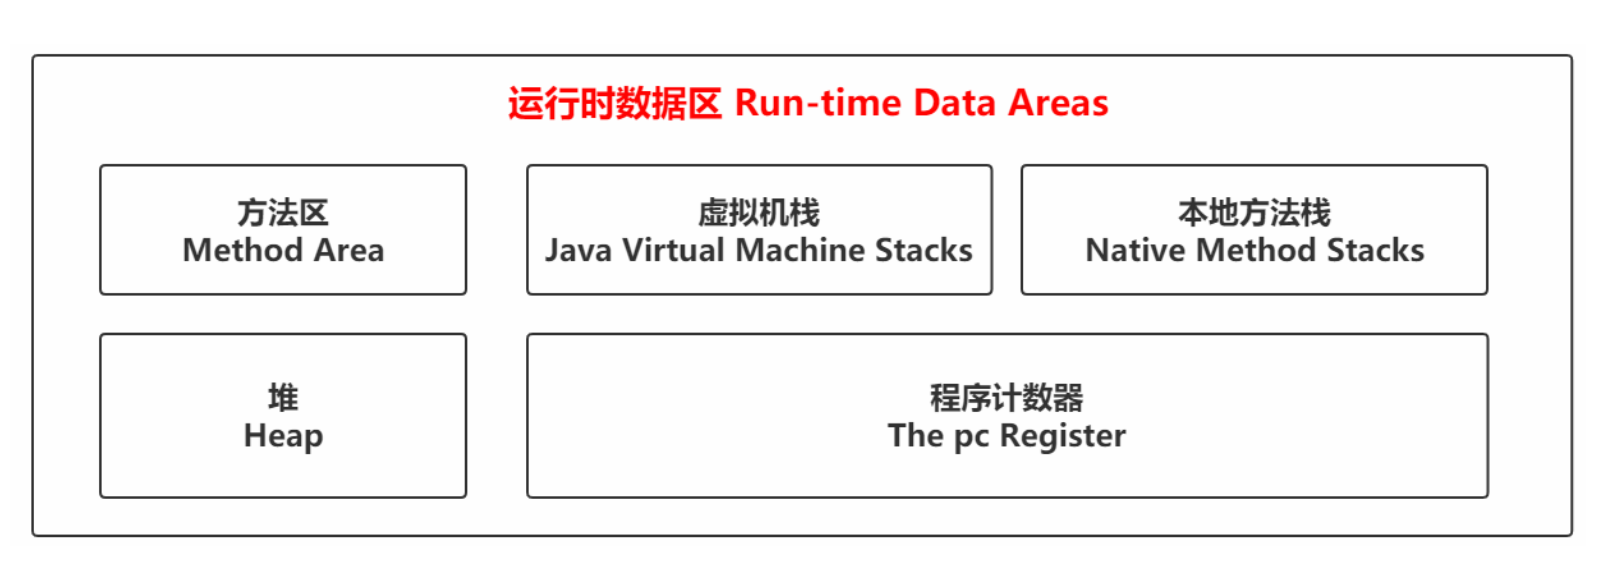 运行时数据区 Run-time Data Areas
方法区
Method Area
虚拟机栈
Java Virtual Machine Stacks
本地方法栈
Native Method Stacks
堆
Heap
程序计数器
The pc Register